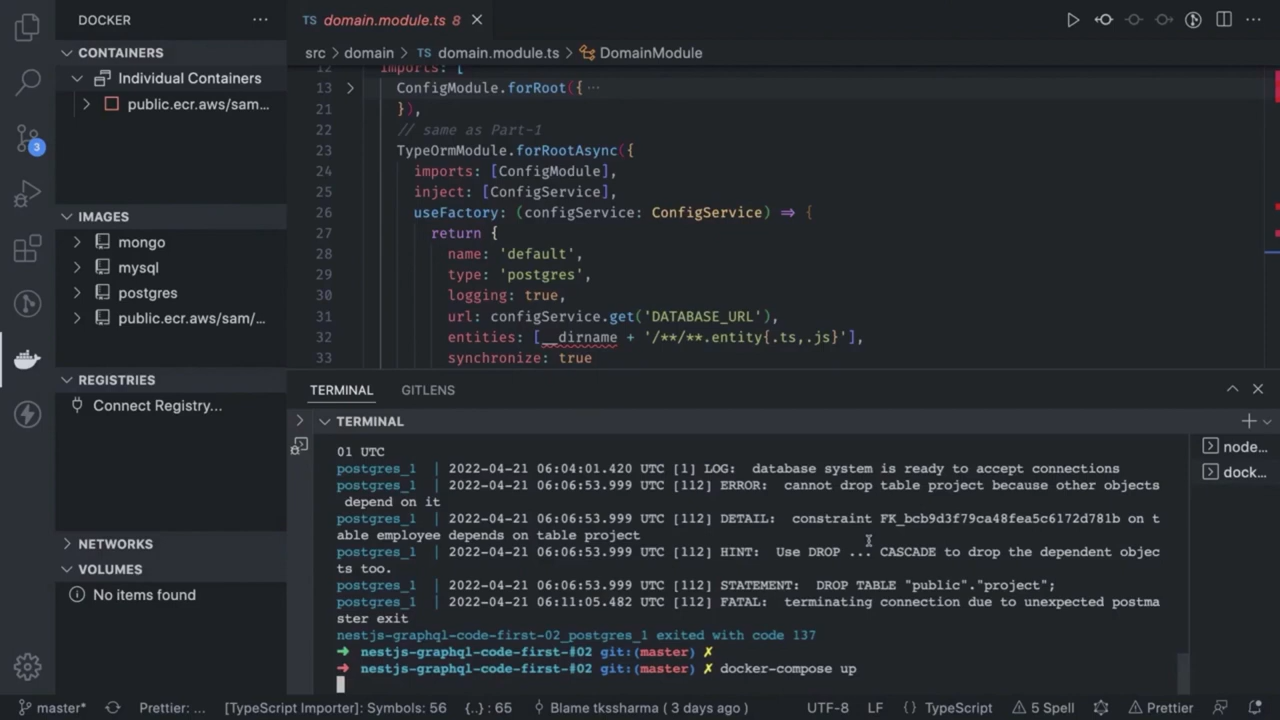 DOCKER
CONTAINERS
Individual Containers
public.ecr.aws/sam...
IMAGES
mongo
mysql
postgres
public.ecr.aws/sam/...
REGISTRIES
Connect Registry...
NETWORKS
VOLUMES
No items found
3
TS domain.module.ts 8
src > domain > TS domain.module.ts > DomainModule
12 imports: [
13 ConfigModule.forRoot({ ...
21 }),
22 // same as Part-1
23 TypeOrmModule.forRootAsync({
24 imports: [ConfigModule],
25 inject: [ConfigService],
26 useFactory: (configService: ConfigService) => {
27 return {
28 name: 'default',
29 type: 'postgres',
30 logging: true,
31 url: configService.get('DATABASE_URL'),
32 entities: [__dirname + '/**/**.entity{.ts,.js}'],
33 synchronize: true
TERMINAL GITLENS
TERMINAL
01 UTC
postgres_1 | 2022-04-21 06:04:01.420 UTC [1] LOG: database system is ready to accept connections
postgres_1 | 2022-04-21 06:06:53.999 UTC [112] ERROR: cannot drop table project because other objects
depend on it
postgres_1 | 2022-04-21 06:06:53.999 UTC [112] DETAIL: constraint FK_bcb9d3f79ca48fea5c6172d781b on t
able employee depends on table project
postgres_1 | 2022-04-21 06:06:53.999 UTC [112] HINT: Use DROP ... CASCADE to drop the dependent objec
ts too.
postgres_1 | 2022-04-21 06:06:53.999 UTC [112] STATEMENT: DROP TABLE "public"."project";
postgres_1 | 2022-04-21 06:11:05.482 UTC [112] FATAL: terminating connection due to unexpected postma
ster exit
nestjs-graphql-code-first-02_postgres_1 exited with code 137
➜ nestjs-graphql-code-first-#02 git:(master) ✗
➜ nestjs-graphql-code-first-#02 git:(master) ✗ docker-compose up
node...
dock...
master* Prettier: ... [TypeScript Importer]: Symbols: 56 {..} : 65 Blame tkssharma ( 3 days ago ) UTF-8 LF {} TypeScript 5 Spell Prettier